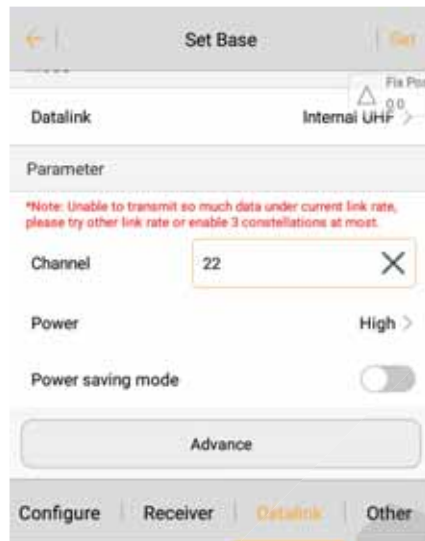 Set Base
Get
Mode
Fix Pos
0.0
Datalink
Internal UHF >
Parameter
*Note: Unable to transmit so much data under current link rate,
please try other link rate or enable 3 constellations at most.
Channel 22
Power High >
Power saving mode
Advance
Configure Receiver Datalink Other